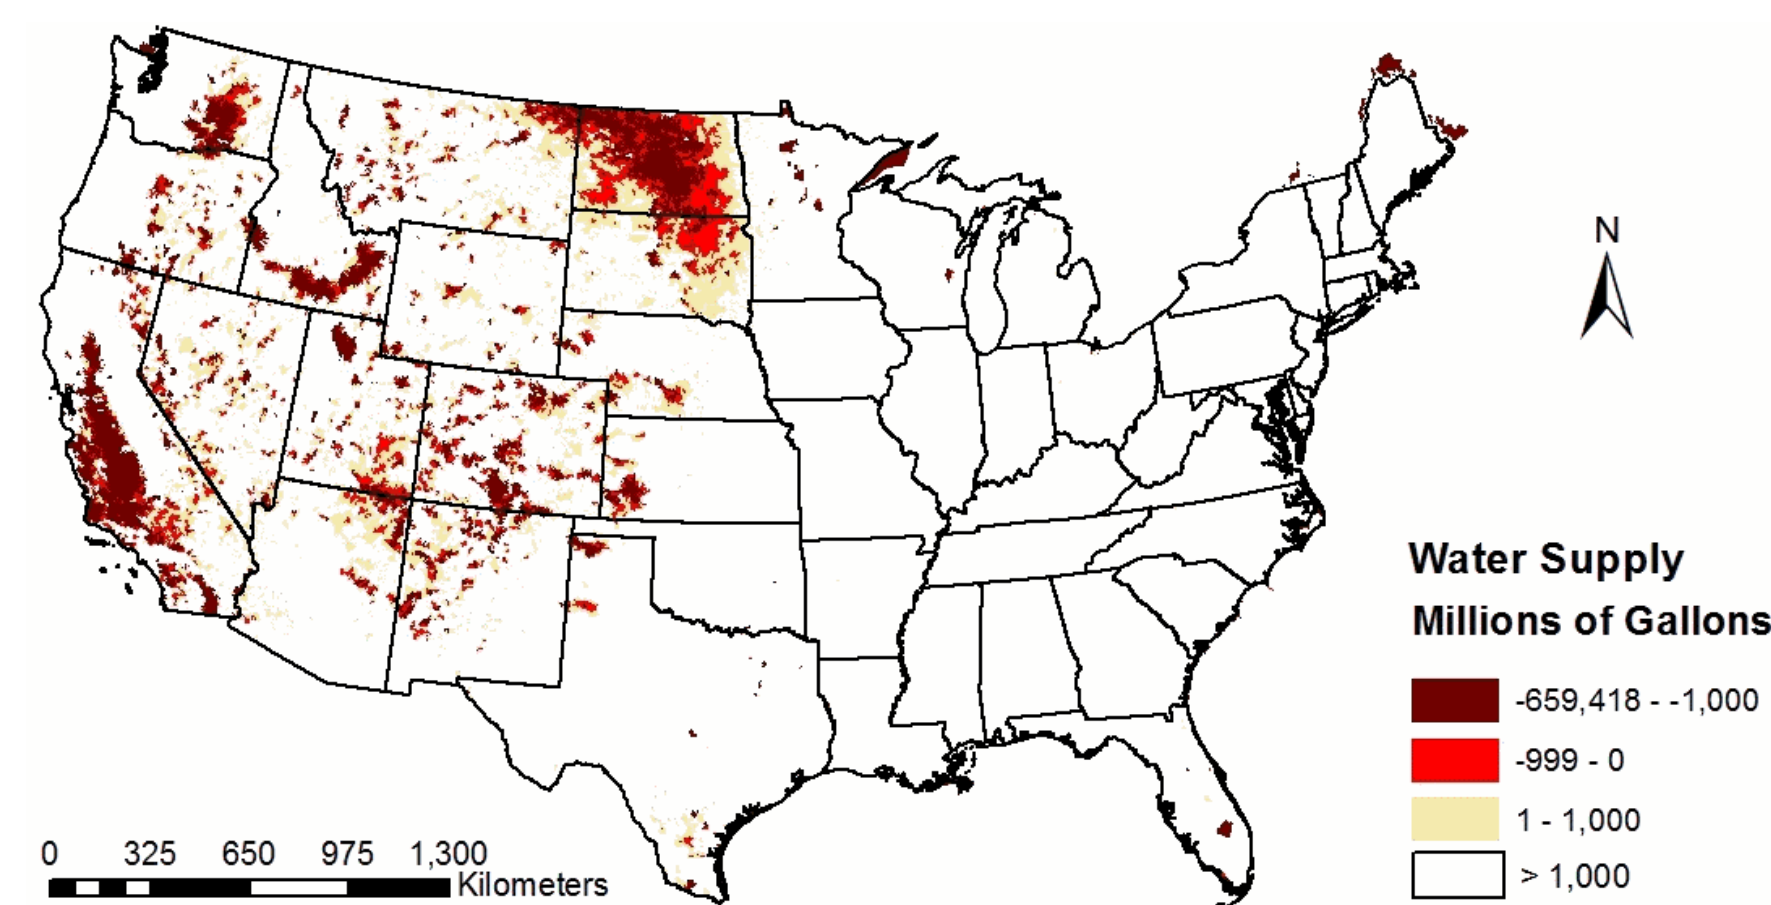 N
Water Supply
Millions of Gallons
-659,418 - -1,000
-999 - 0
1 - 1,000
> 1,000
0 325 650 975 1,300
Kilometers